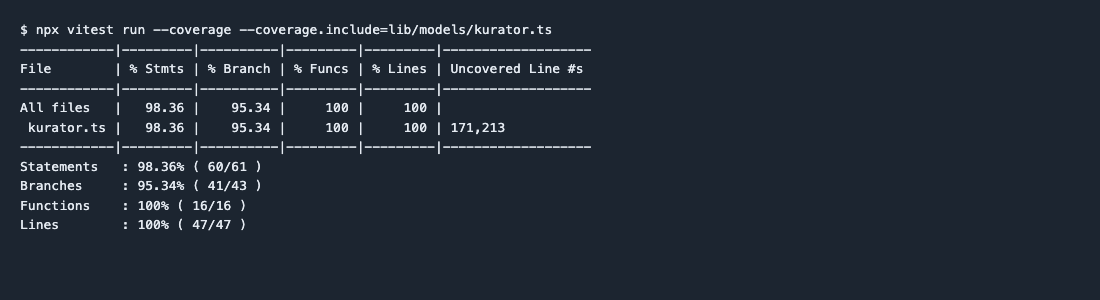 $ npx vitest run --coverage --coverage.include=lib/models/kurator.ts
------------|---------|----------|---------|---------|-------------------
File        | % Stmts | % Branch | % Funcs | % Lines | Uncovered Line #s
------------|---------|----------|---------|---------|-------------------
All files   |   98.36 |    95.34 |     100 |     100 |
 kurator.ts |   98.36 |    95.34 |     100 |     100 | 171,213
------------|---------|----------|---------|---------|-------------------
Statements   : 98.36% ( 60/61 )
Branches     : 95.34% ( 41/43 )
Functions    : 100% ( 16/16 )
Lines        : 100% ( 47/47 )